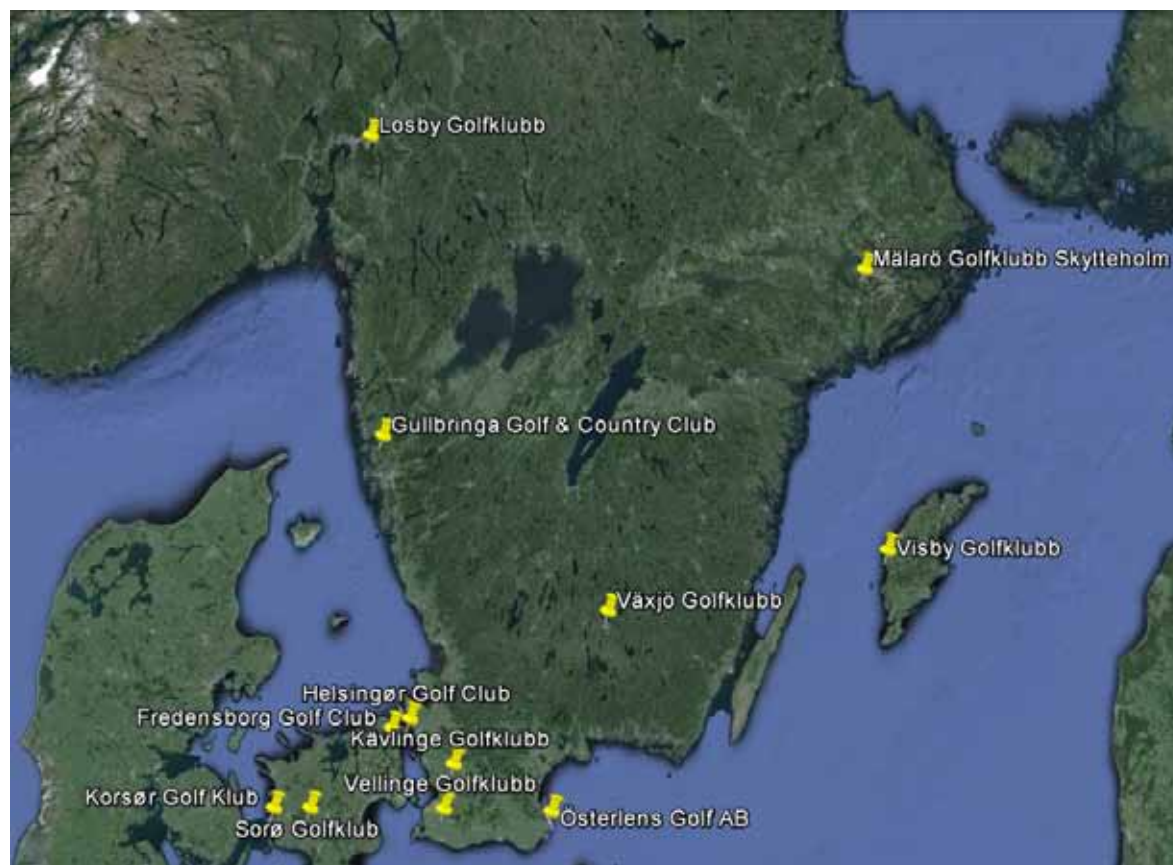 Losby Golfklubb
Mälarö Golfklubb Skytteholm
Gullbringa Golf & Country Club
Visby Golfklubb
Växjö Golfklubb
Helsingør Golf Club
Fredensborg Golf Club
Kävlinge Golfklubb
Vellinge Golfklubb
Korsør Golf Klub
Österlens Golf AB
Sorø Golfklub